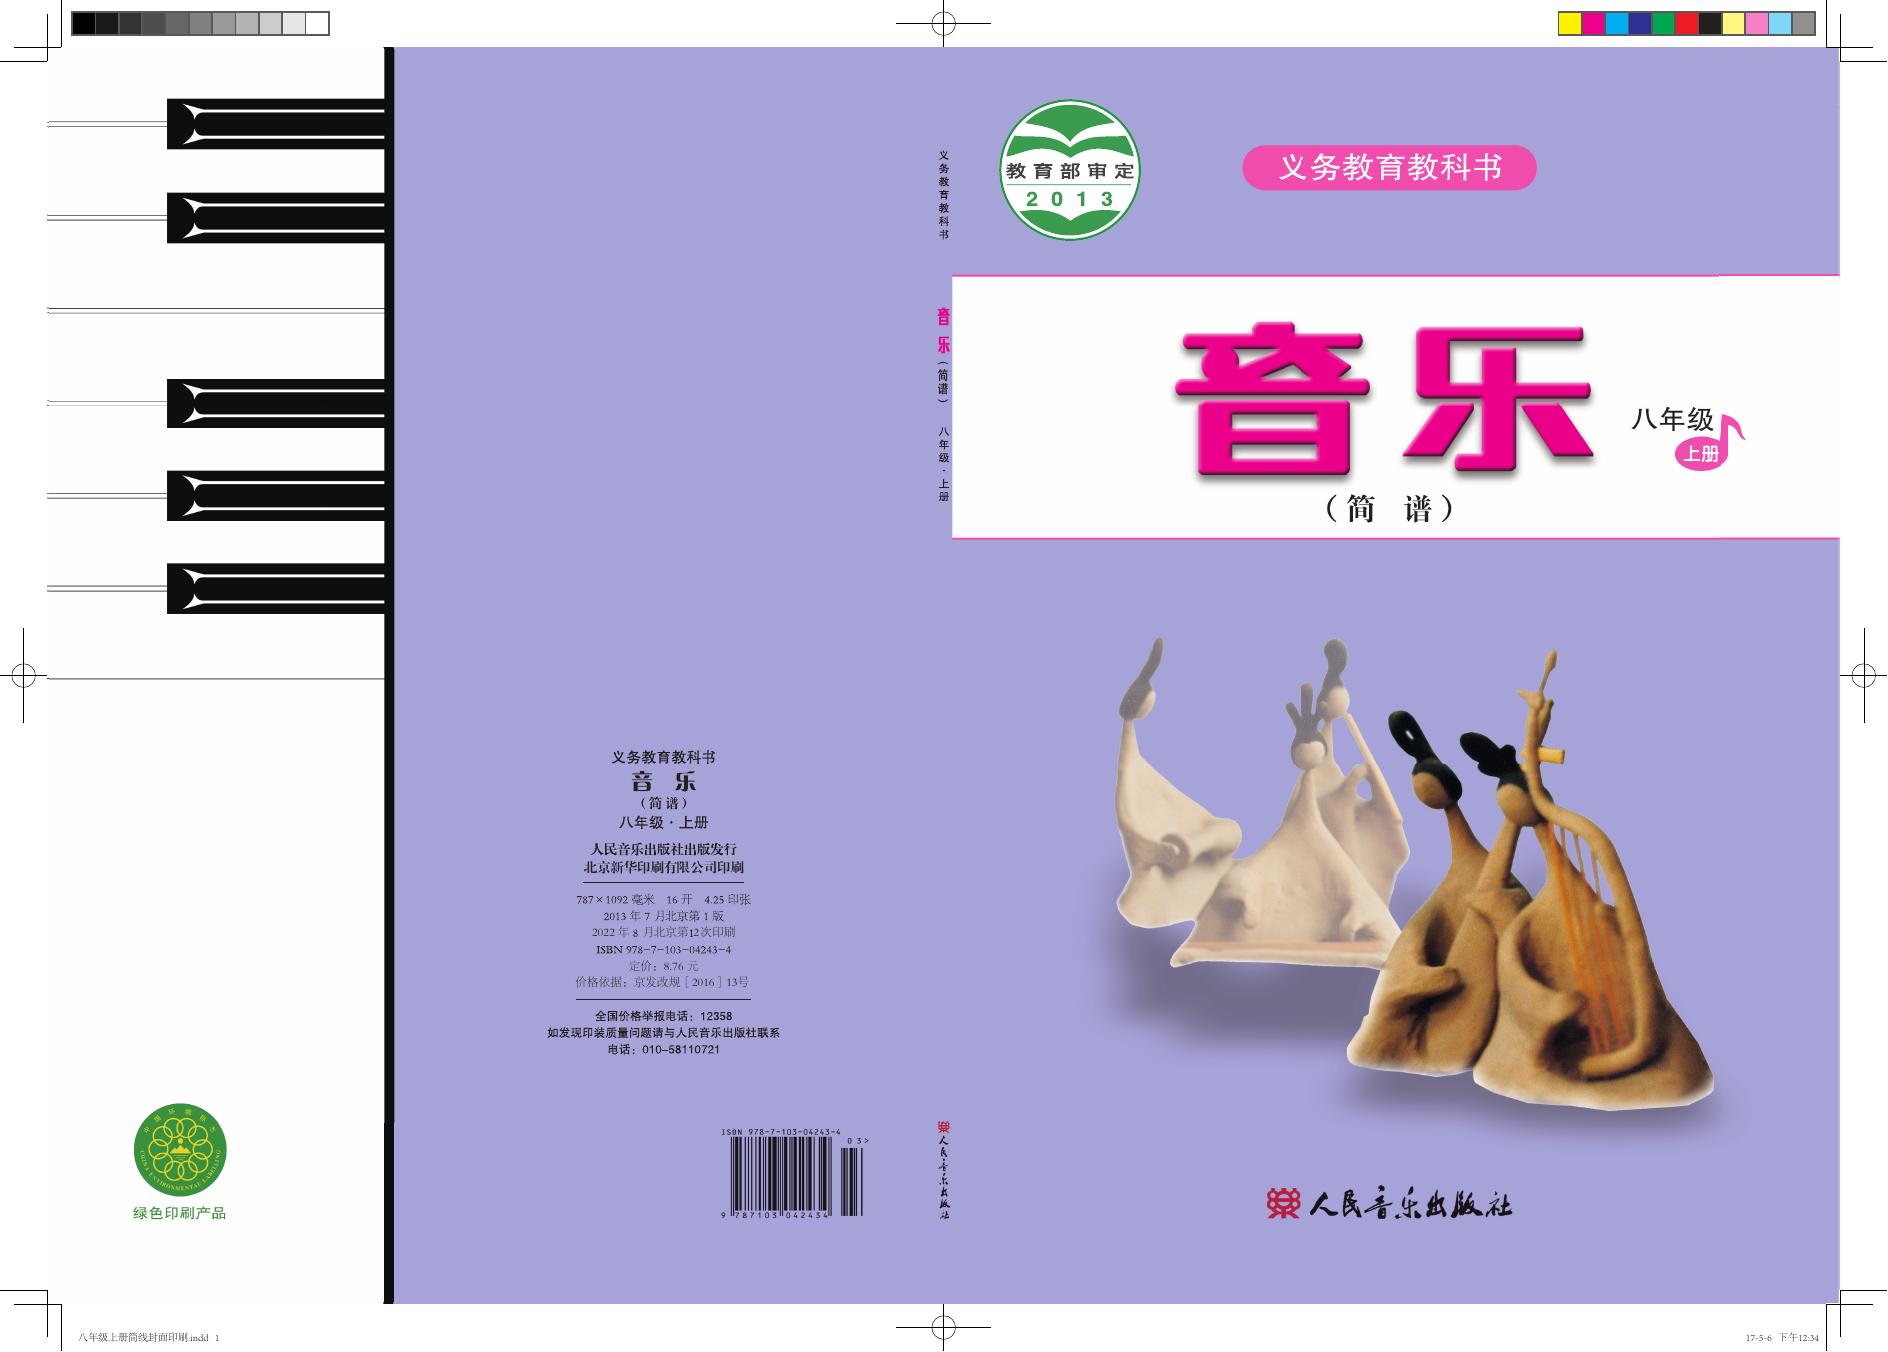 教育部审定
2013
义务教育教科书
音乐
八年级
上册
（简 谱）
人民音乐出版社
义务教育教科书
音乐（简谱） 八年级·上册
人民音乐出版社
义务教育教科书
音 乐
（简 谱）
八年级·上册
人民音乐出版社出版发行
北京新华印刷有限公司印刷
787×1092 毫米 16 开 4.25 印张
2013 年 7 月北京第 1 版
2022 年 8 月北京第12次印刷
ISBN 978-7-103-04243-4
定价：8.76 元
价格依据：京发改规［2016］13号
全国价格举报电话：12358
如发现印装质量问题请与人民音乐出版社联系
电话：010-58110721
ISBN 978-7-103-04243-4
03>
9 787103 042434
中国环境标志
CHINA ENVIRONMENTAL LABELLING
绿色印刷产品
八年级上册简线封面印刷.indd 1
17-5-6 下午12:34